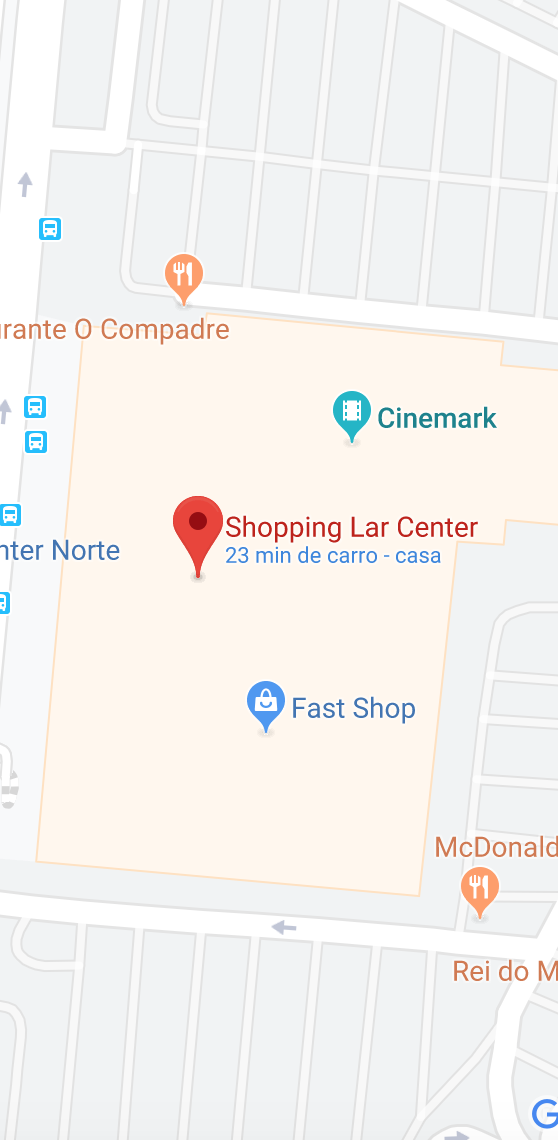 urante O Compadre
Cinemark
Shopping Lar Center
23 min de carro - casa
nter Norte
Fast Shop
McDonald
Rei do M
G